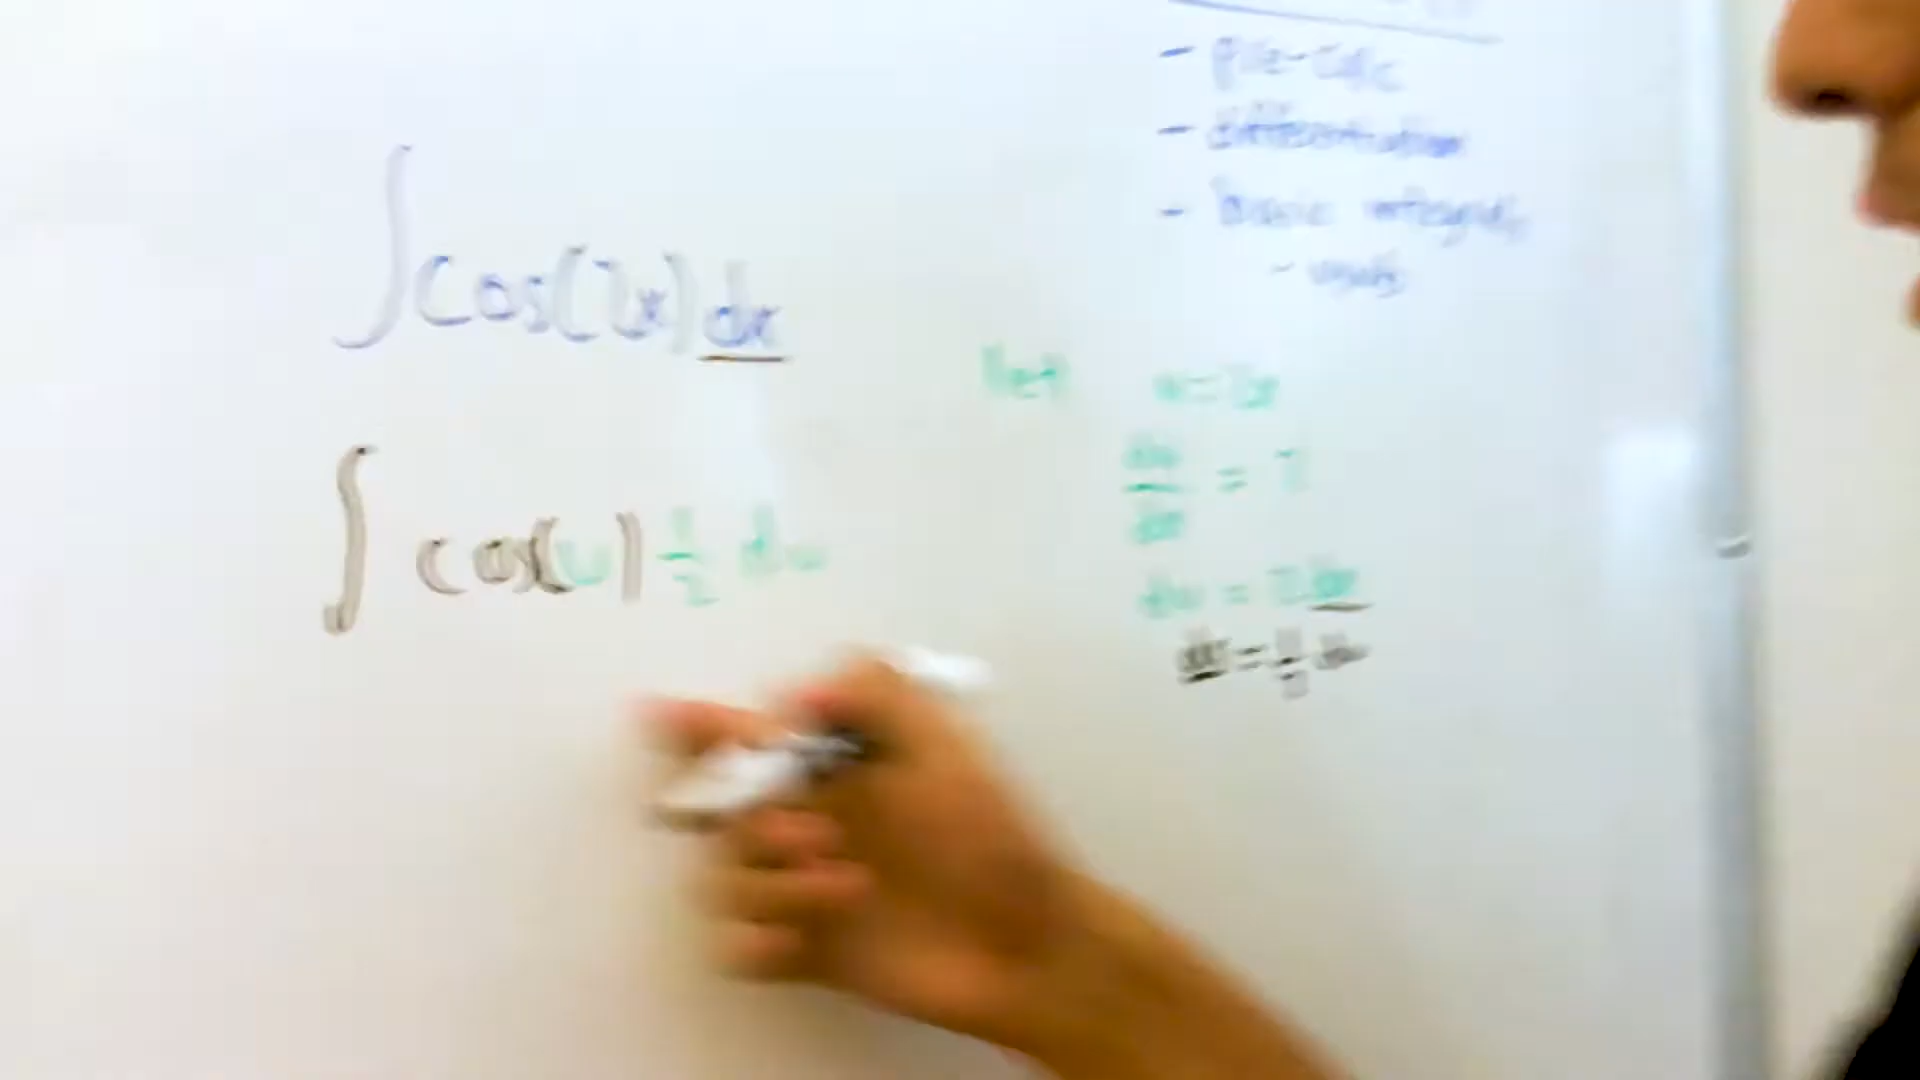 - pre-calc
- differentiation
- basic integrals
- usub
∫cos(2x)dx
let u=2x
du/dx = 2
∫ cos(u) 1/2 du
du = 2dx
dx = 1/2 du